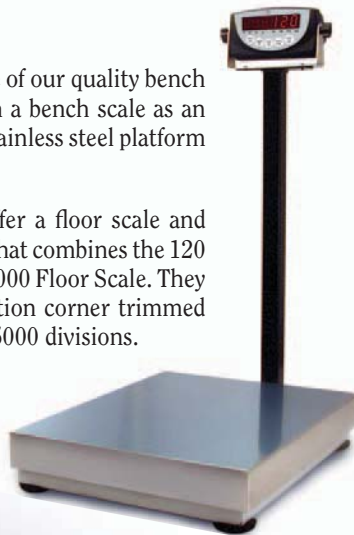 of our quality bench
a bench scale as an
ainless steel platform
fer a floor scale and
hat combines the 120
000 Floor Scale. They
tion corner trimmed
5000 divisions.
120